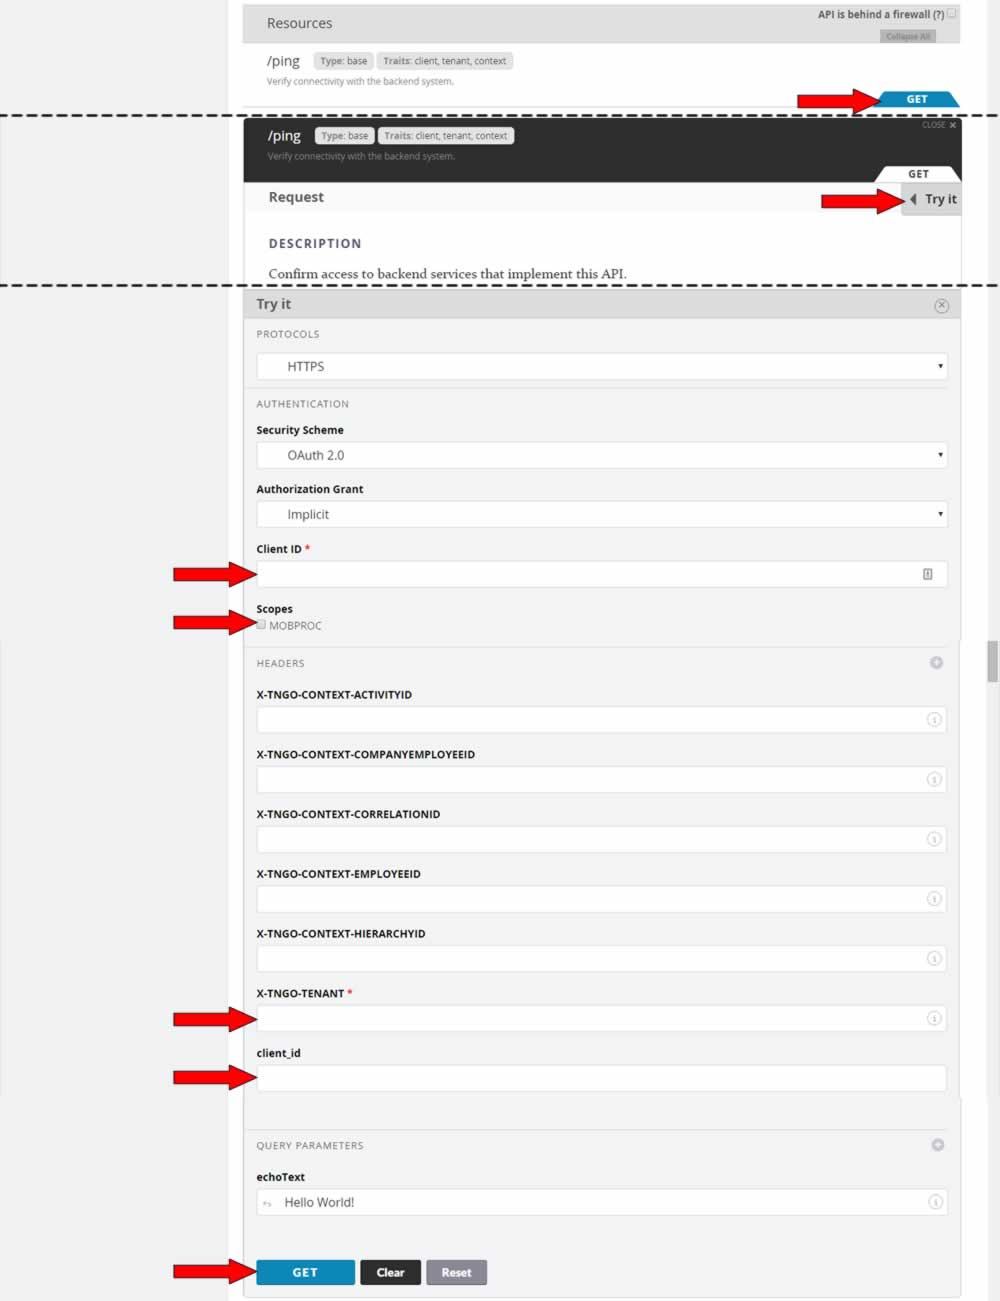 Resources
API is behind a firewall (?)
Collapse All
/ping Type: base Traits: client, tenant, context
Verify connectivity with the backend system.
GET
CLOSE ×
/ping Type: base Traits: client, tenant, context
Verify connectivity with the backend system.
GET
Request
Try it
DESCRIPTION
Confirm access to backend services that implement this API.
Try it
PROTOCOLS
HTTPS
AUTHENTICATION
Security Scheme
OAuth 2.0
Authorization Grant
Implicit
Client ID *
Scopes
MOBPROC
HEADERS
X-TNGO-CONTEXT-ACTIVITYID
X-TNGO-CONTEXT-COMPANYEMPLOYEEID
X-TNGO-CONTEXT-CORRELATIONID
X-TNGO-CONTEXT-EMPLOYEEID
X-TNGO-CONTEXT-HIERARCHYID
X-TNGO-TENANT *
client_id
QUERY PARAMETERS
echoText
Hello World!
GET Clear Reset